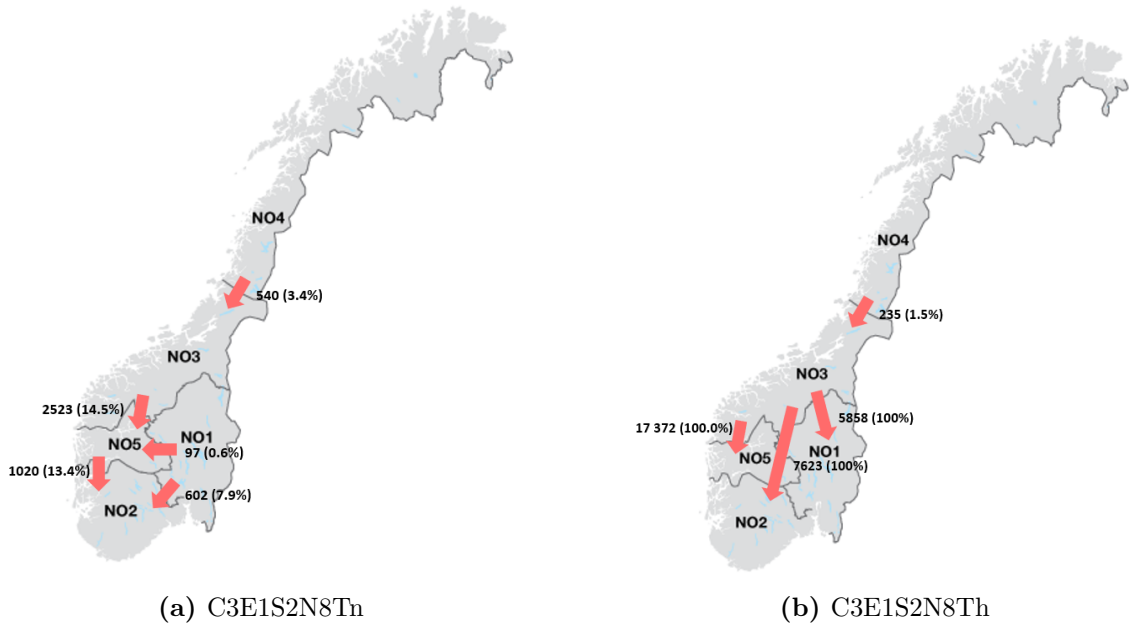 NO4
540 (3.4%)
NO3
2523 (14.5%)
NO5
NO1
97 (0.6%)
1020 (13.4%)
602 (7.9%)
NO2
(a) C3E1S2N8Tn
NO4
235 (1.5%)
NO3
5858 (100%)
17 372 (100.0%)
NO5
NO1
7623 (100%)
NO2
(b) C3E1S2N8Th